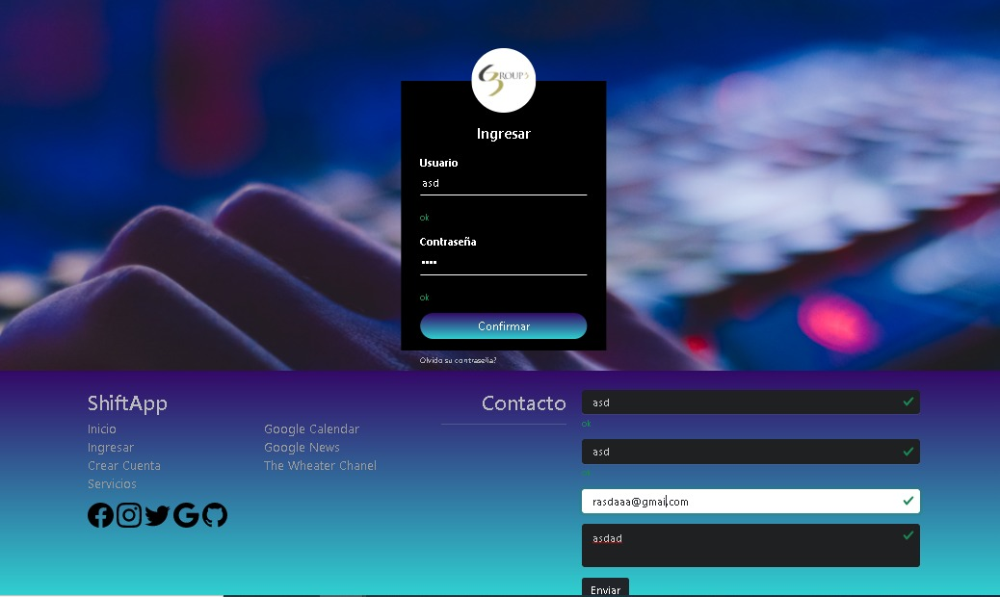 GROUP 5
Ingresar
Usuario
asd
ok
Contraseña
ok
Confirmar
Olvido su contraseña?
ShiftApp
Inicio
Ingresar
Crear Cuenta
Servicios
Google Calendar
Google News
The Wheater Chanel
Contacto
asd
ok
asd
ok
rasdaaa@gmai.com
asdad
Enviar